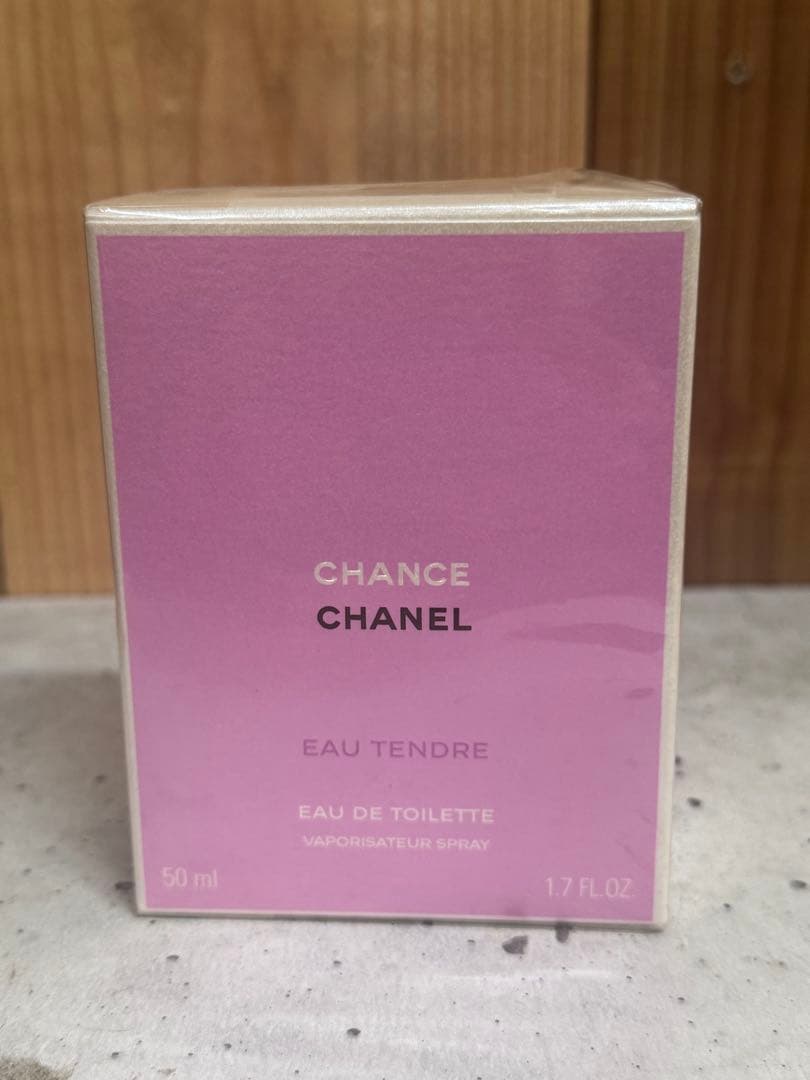 CHANCE
CHANEL
EAU TENDRE
EAU DE TOILETTE
VAPORISATEUR SPRAY
50 ml
1.7 FL.OZ